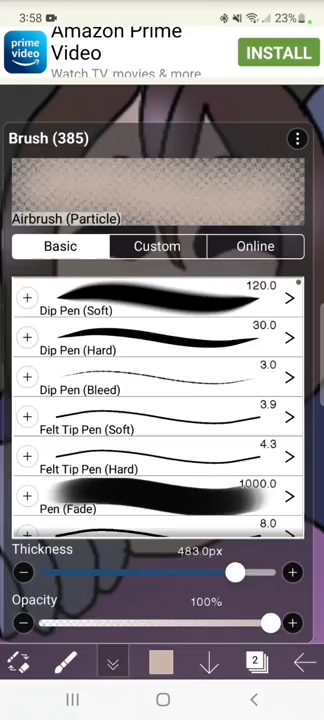 3:58
23%
Amazon Prime
Video
Watch TV, movies & more
prime
video
INSTALL
Brush (385)
Airbrush (Particle)
Basic
Custom
Online
120.0
Dip Pen (Soft)
30.0
Dip Pen (Hard)
3.0
Dip Pen (Bleed)
3.9
Felt Tip Pen (Soft)
4.3
Felt Tip Pen (Hard)
1000.0
Pen (Fade)
8.0
Thickness
483.0px
Opacity
100%
2